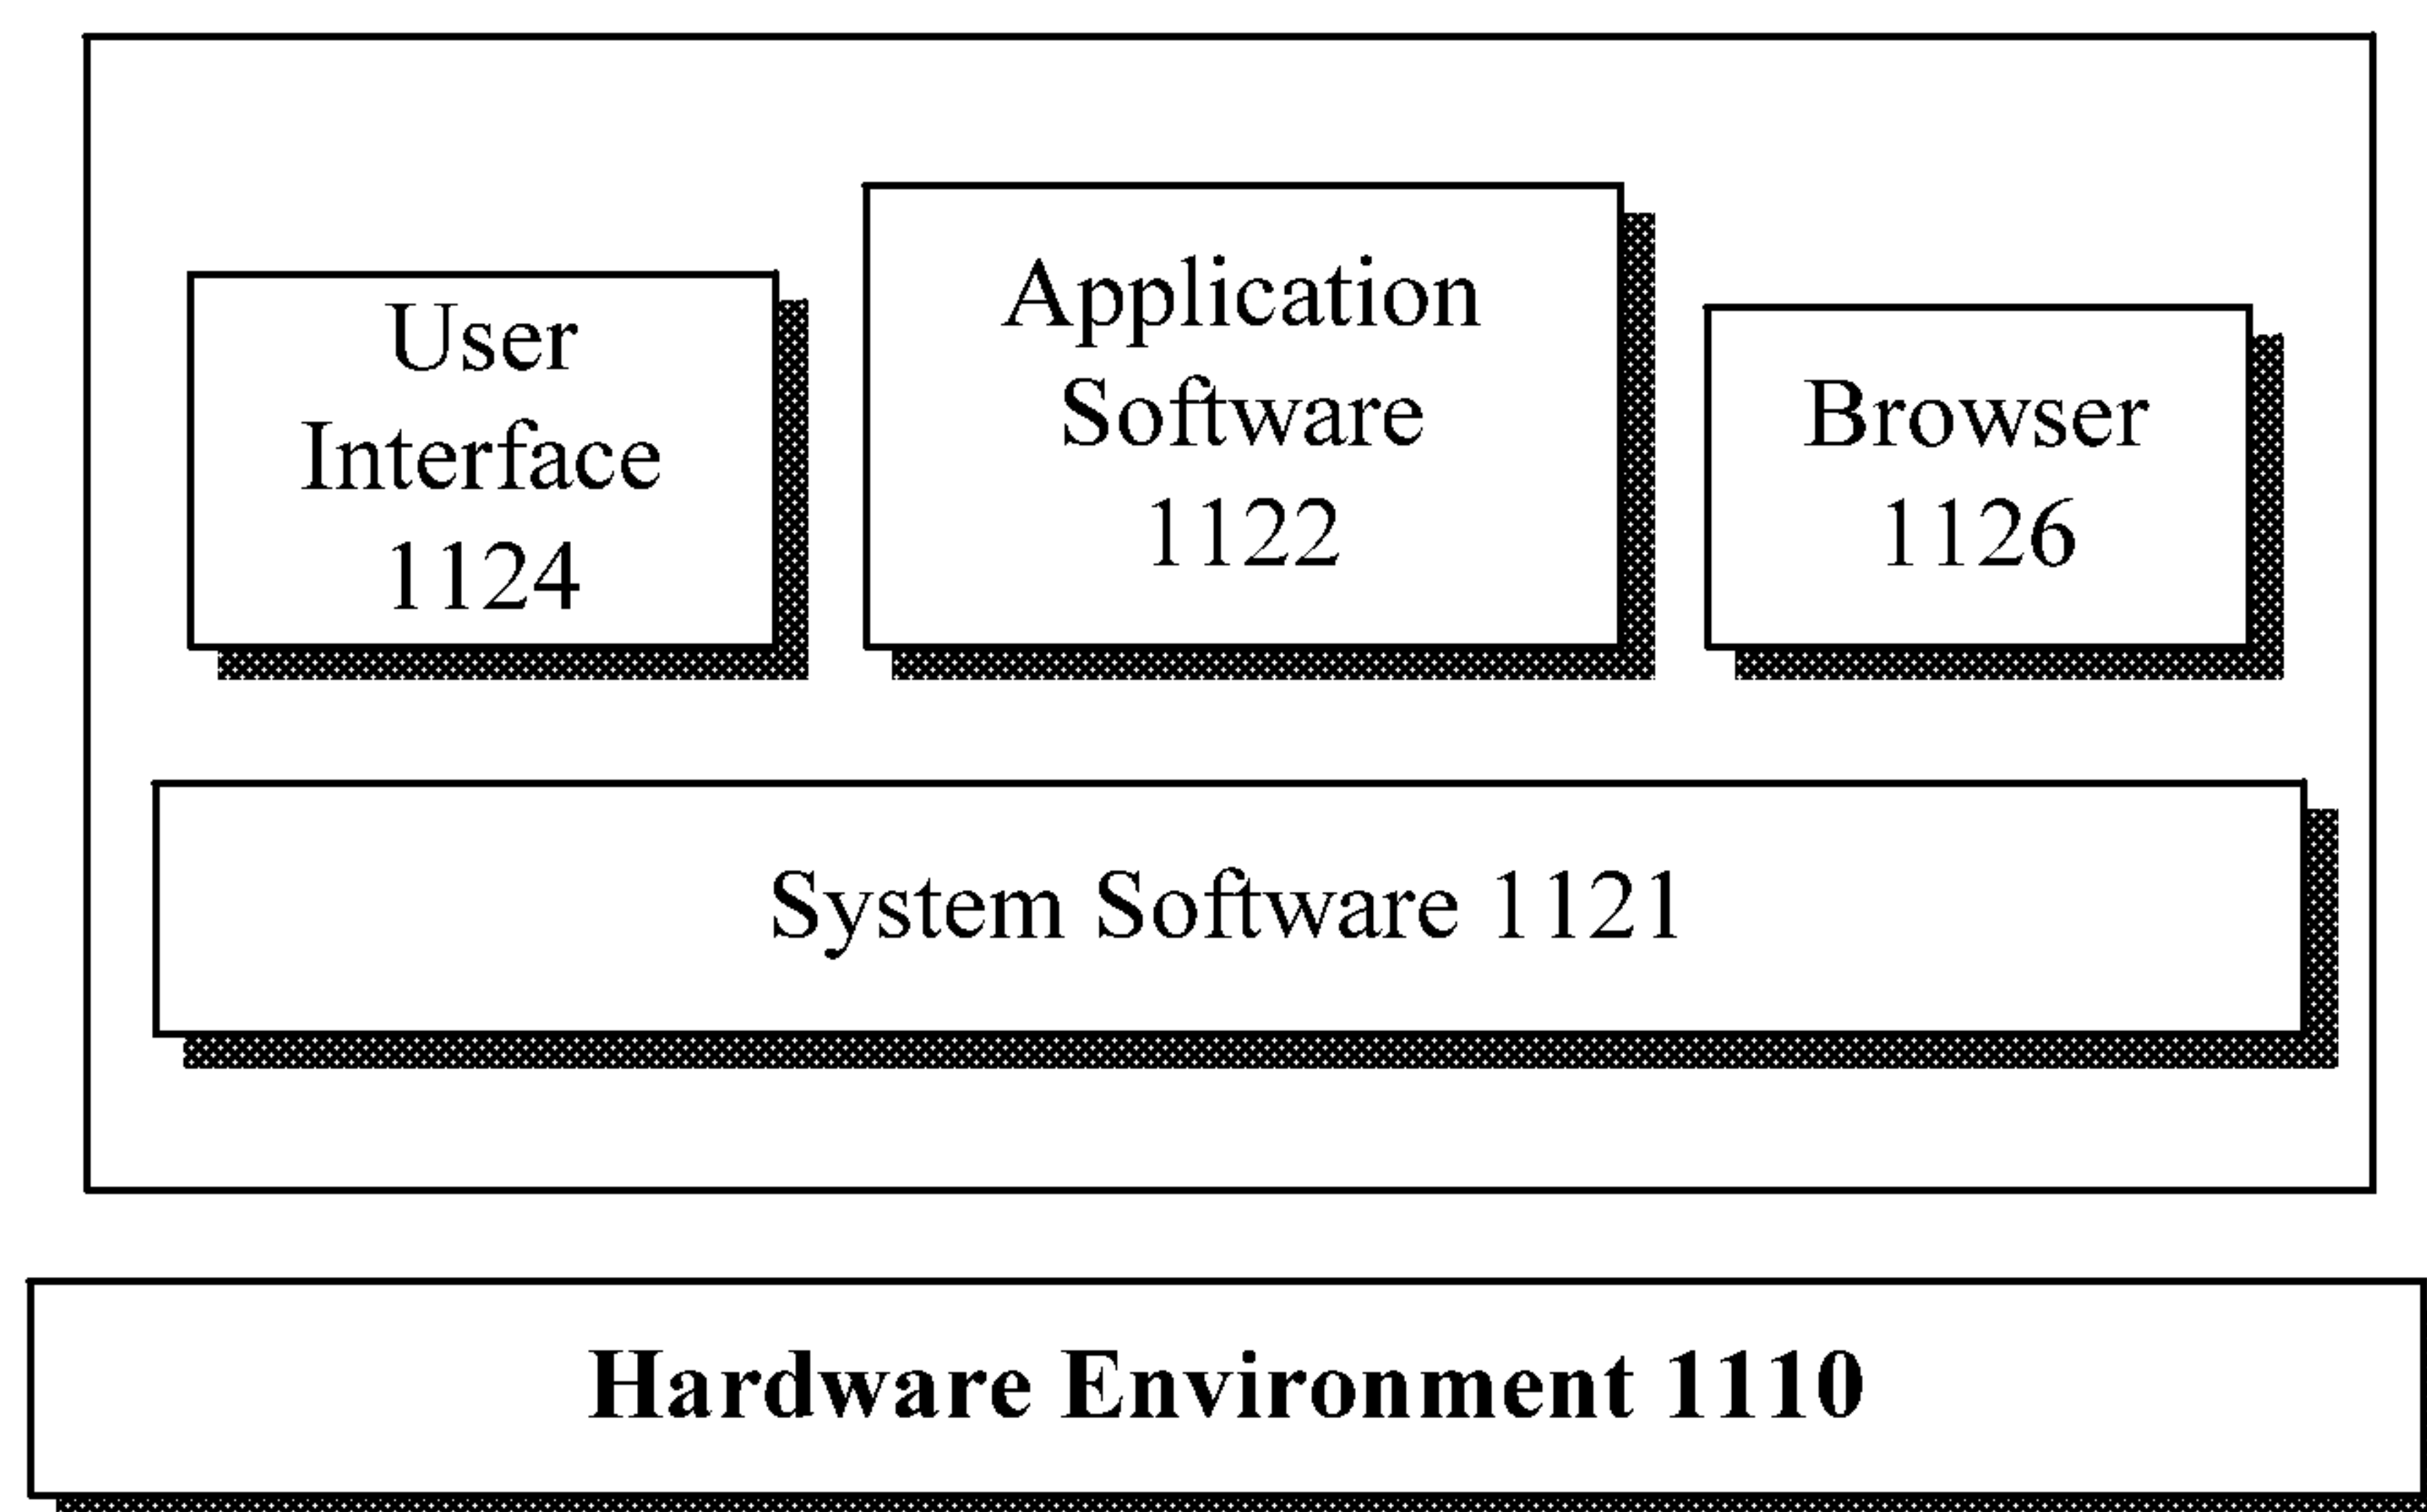 User
Interface
1124
Application
Software
1122
Browser
1126
System Software 1121
Hardware Environment 1110